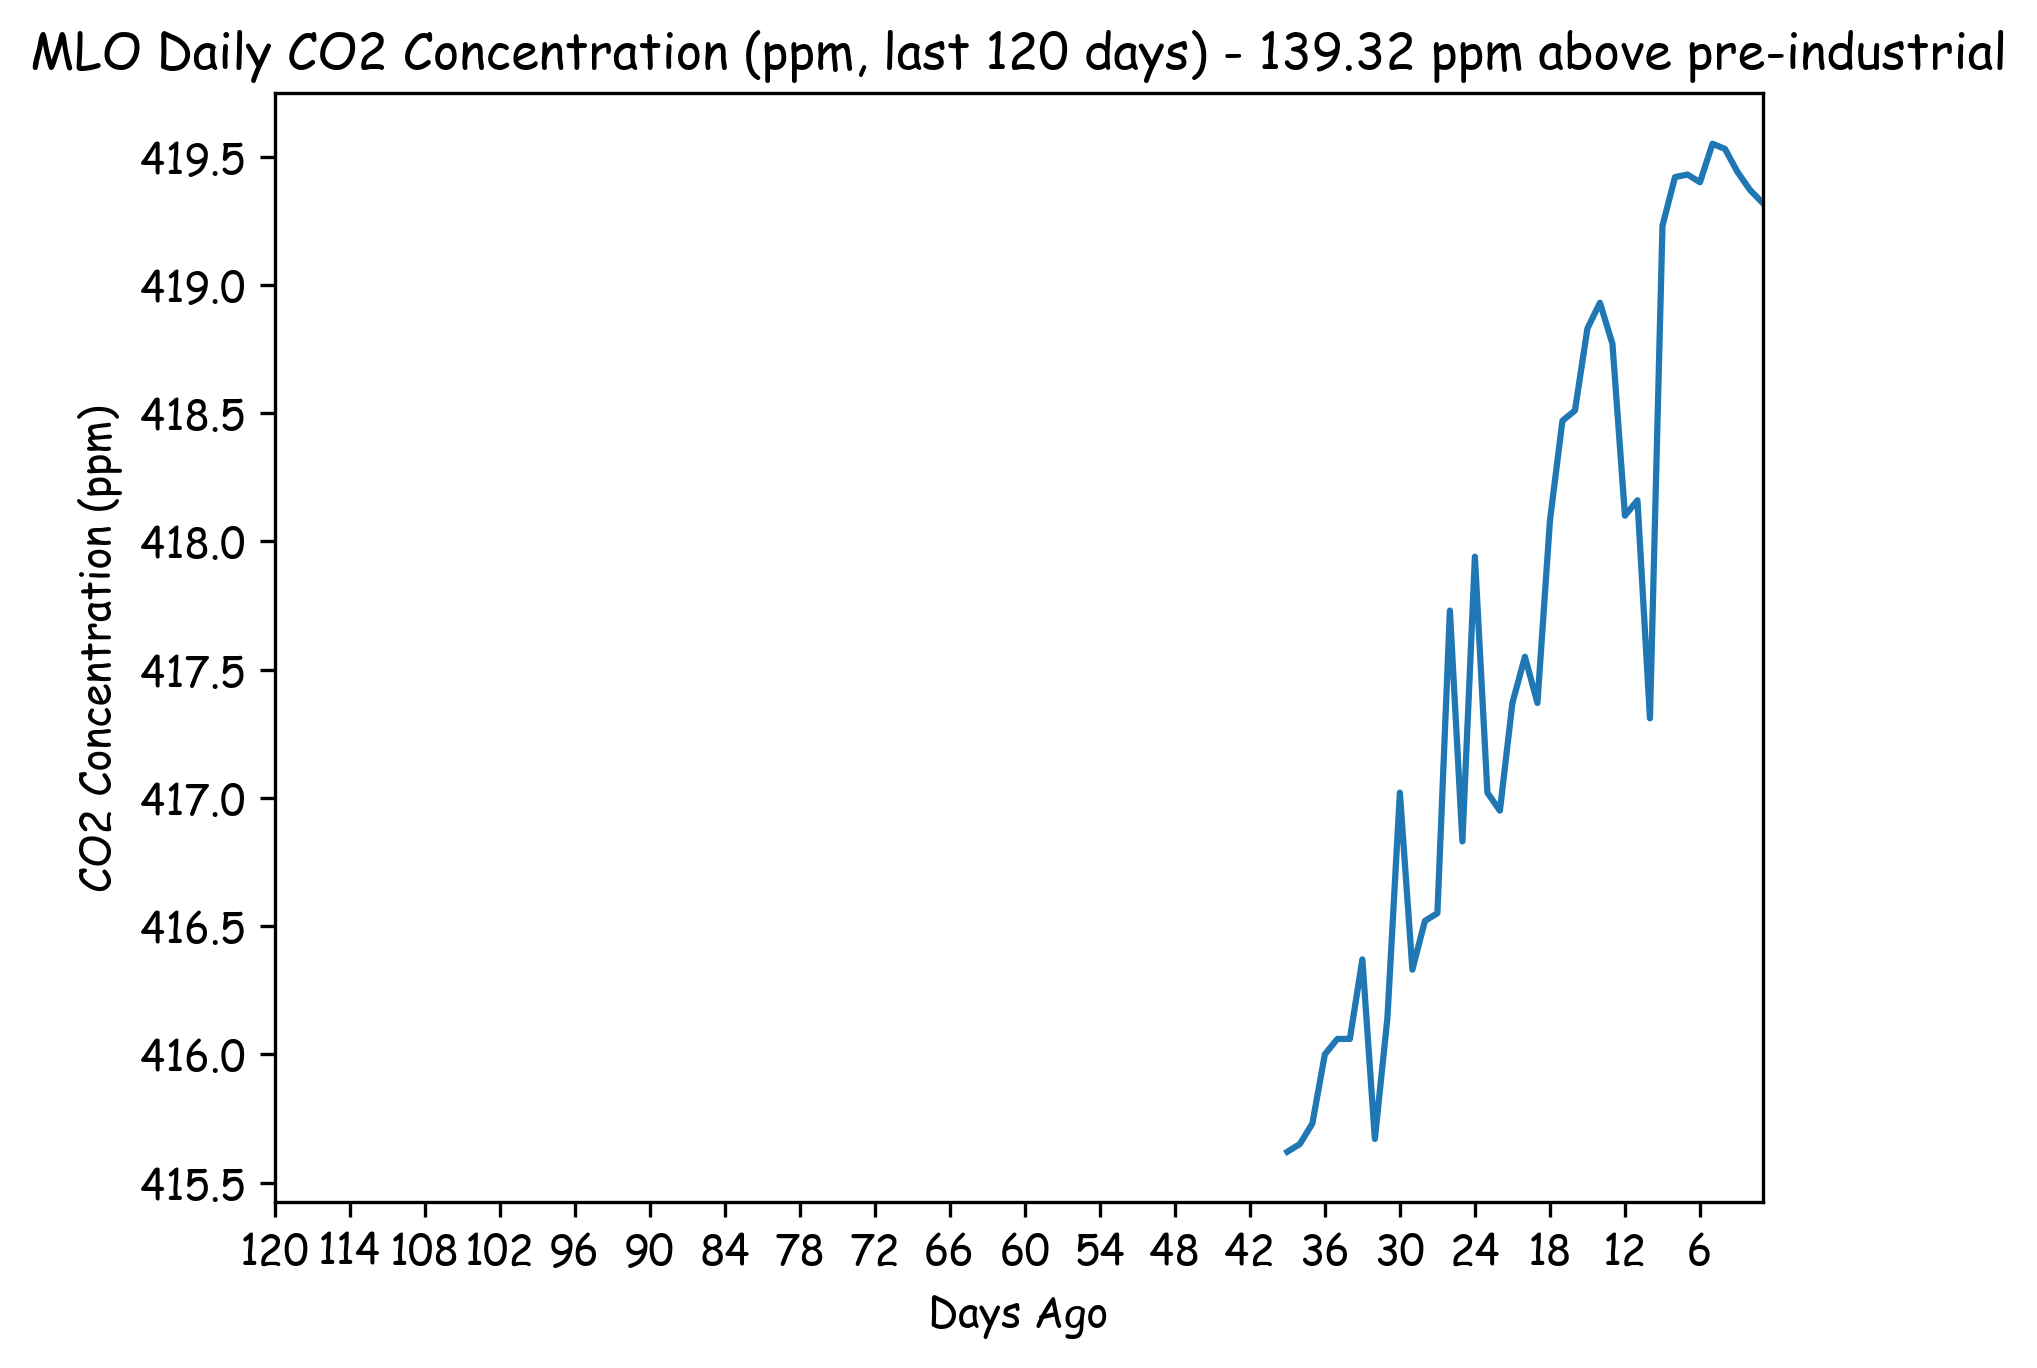 MLO Daily CO2 Concentration (ppm, last 120 days) - 139.32 ppm above pre-industrial
419.5
419.0
418.5
418.0
417.5
417.0
416.5
416.0
415.5
CO2 Concentration (ppm)
120 114 108 102 96 90 84 78 72 66 60 54 48 42 36 30 24 18 12 6
Days Ago